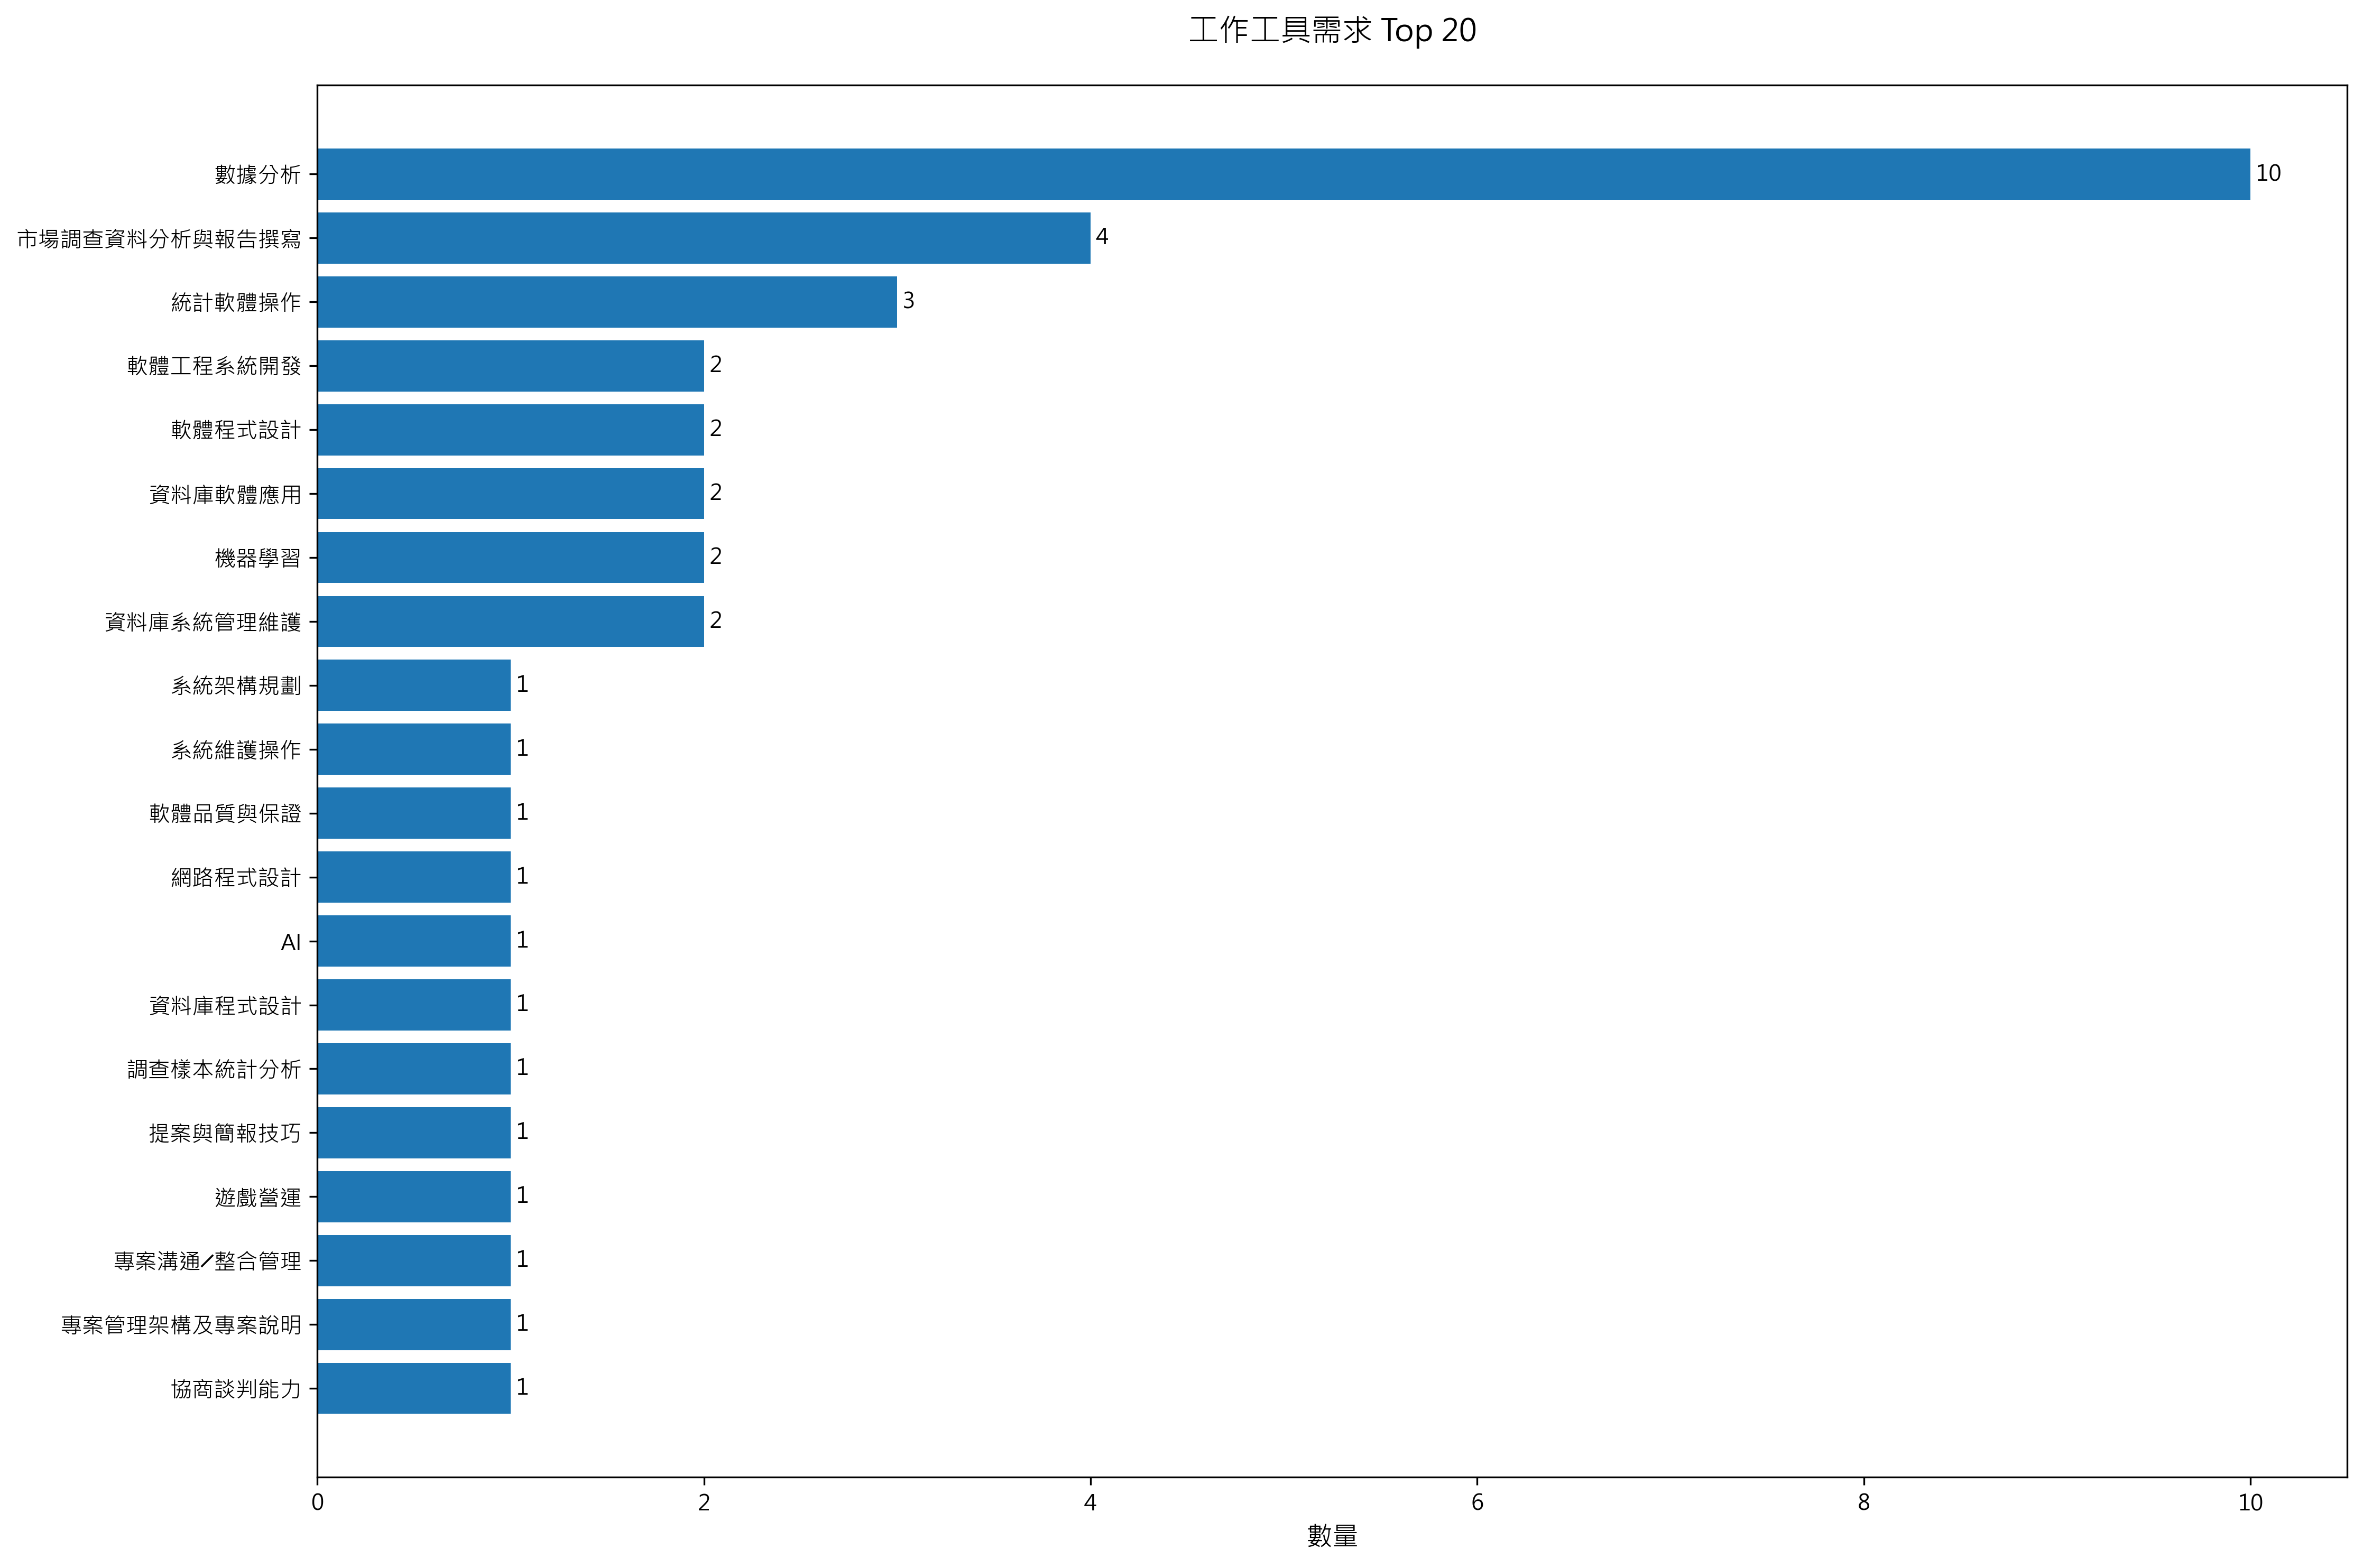 工作工具需求 Top 20
數據分析 10
市場調查資料分析與報告撰寫 4
統計軟體操作 3
軟體工程系統開發 2
軟體程式設計 2
資料庫軟體應用 2
機器學習 2
資料庫系統管理維護 2
系統架構規劃 1
系統維護操作 1
軟體品質與保證 1
網路程式設計 1
AI 1
資料庫程式設計 1
調查樣本統計分析 1
提案與簡報技巧 1
遊戲營運 1
專案溝通／整合管理 1
專案管理架構及專案說明 1
協商談判能力 1
0 2 4 6 8 10
數量